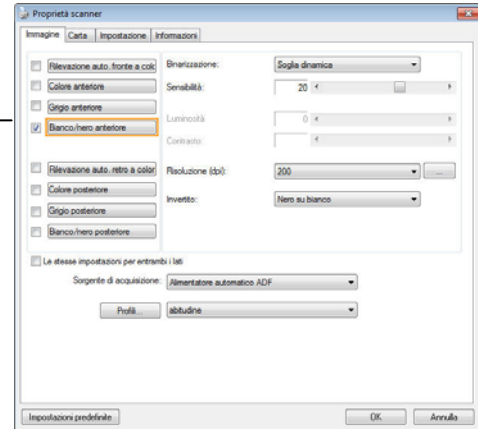 Proprietà scanner
Immagine Carta Impostazione Informazioni
Rilevazione auto. fronte a colo
Colore anteriore
Grigio anteriore
Bianco/nero anteriore
Rilevazione auto. retro a color
Colore posteriore
Grigio posteriore
Bianco/nero posteriore
Binarizzazione: Soglia dinamica
Sensibilità: 20
Luminosità 0
Contrasto:
Risoluzione (dpi): 200 ...
Invertito: Nero su bianco
Le stesse impostazioni per entrambi i lati
Sorgente di acquisizione: Alimentatore automatico ADF
Profili... abitudine
Impostazioni predefinite OK Annulla